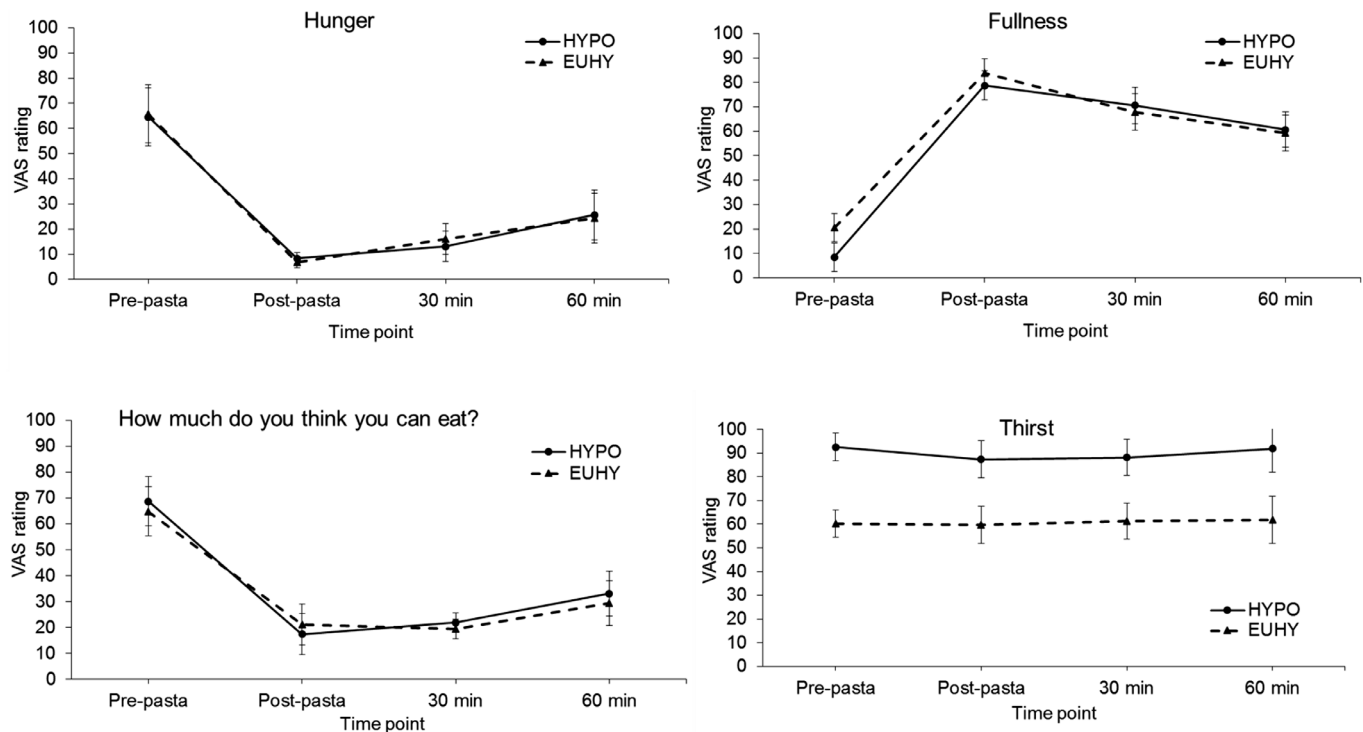 Hunger
HYPO
EUHY
VAS rating
100
90
80
70
60
50
40
30
20
10
0
Pre-pasta Post-pasta 30 min 60 min
Time point
Fullness
HYPO
EUHY
VAS rating
100
90
80
70
60
50
40
30
20
10
0
Pre-pasta Post-pasta 30 min 60 min
Time point
How much do you think you can eat?
HYPO
EUHY
VAS rating
100
90
80
70
60
50
40
30
20
10
0
Pre-pasta Post-pasta 30 min 60 min
Time point
Thirst
HYPO
EUHY
VAS rating
100
90
80
70
60
50
40
30
20
10
0
Pre-pasta Post-pasta 30 min 60 min
Time point